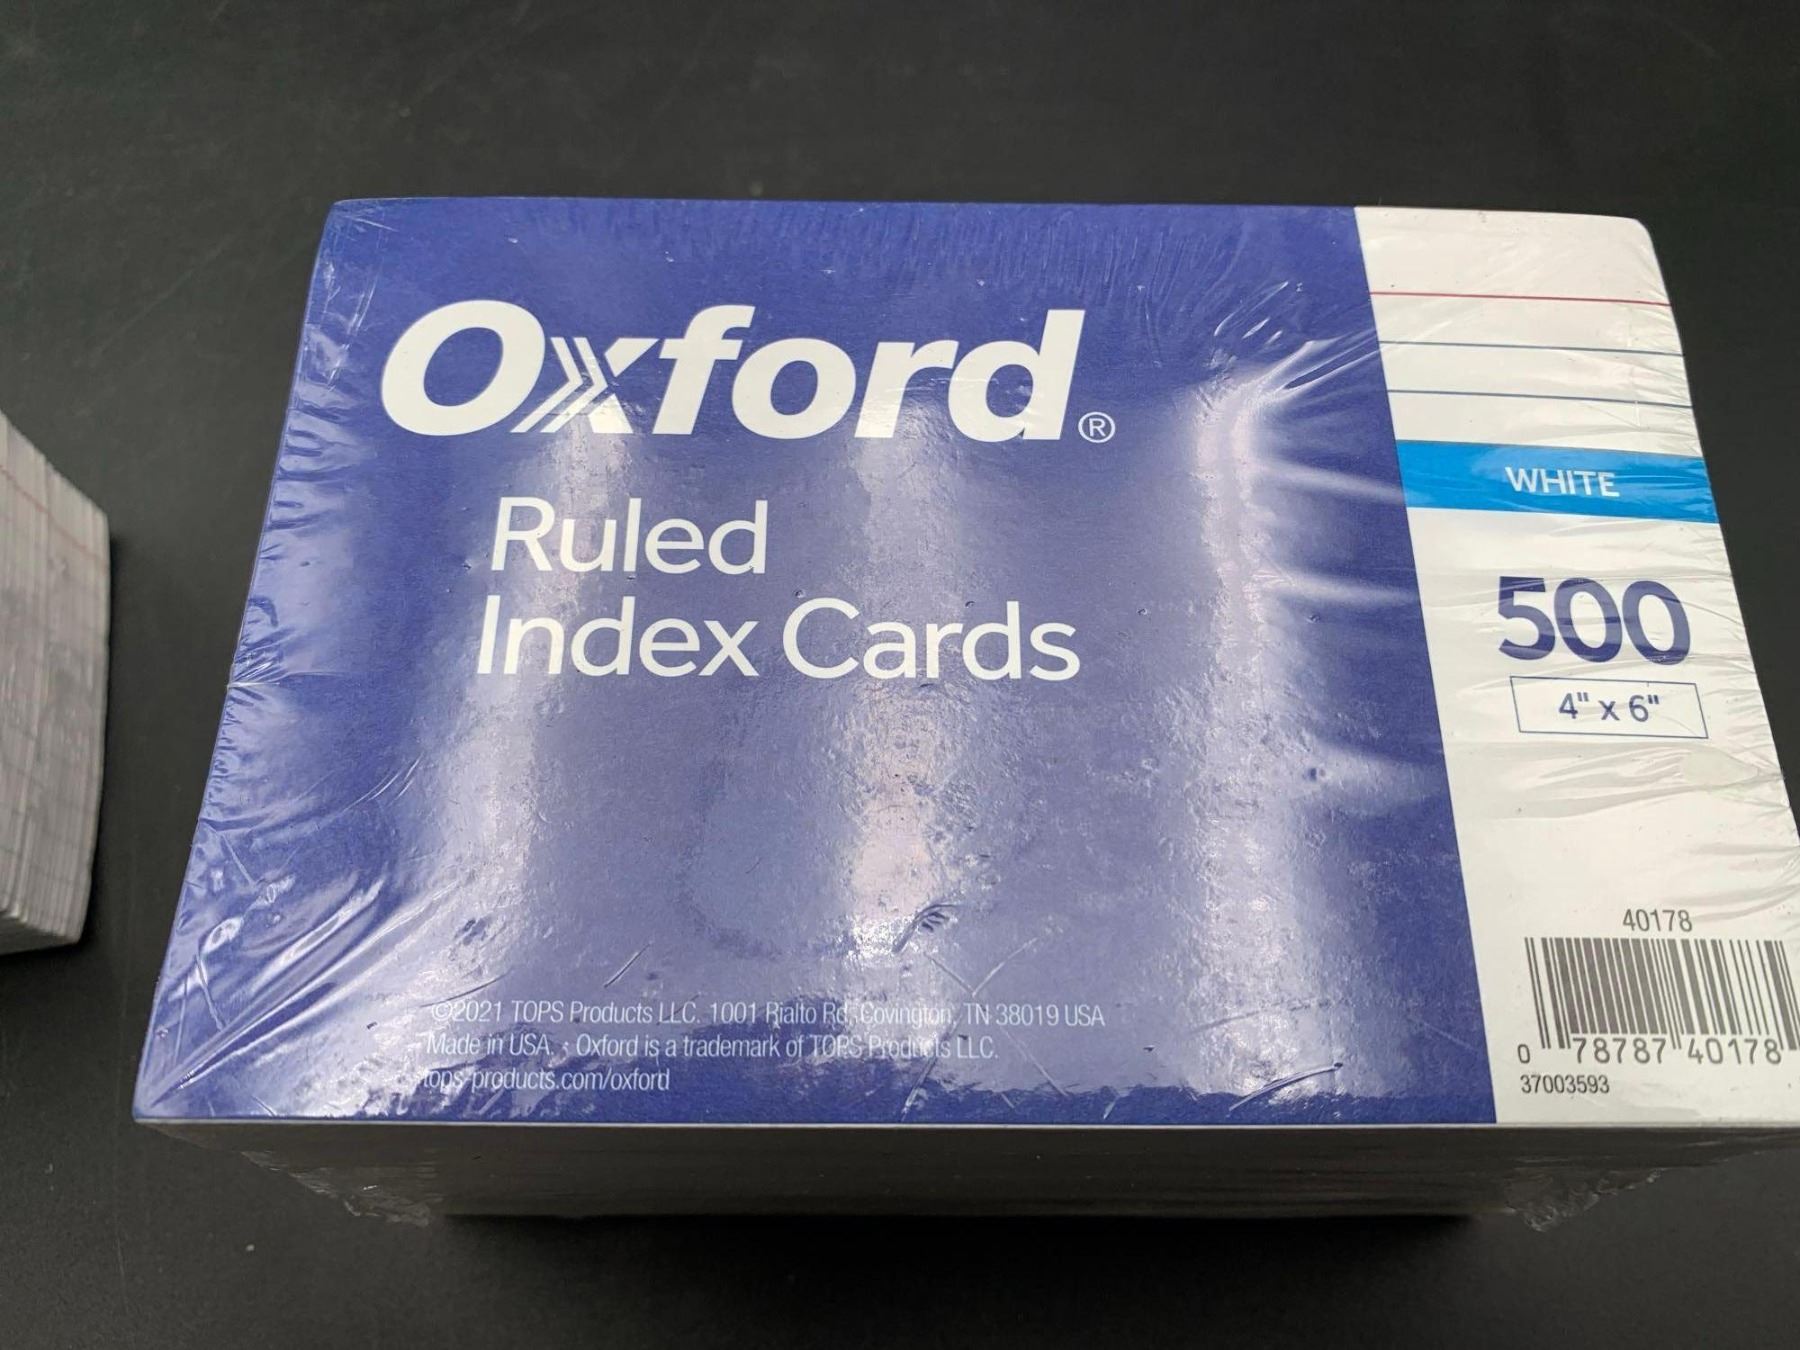 Oxford®
Ruled
Index Cards
WHITE
500
4" x 6"
40178
0 78787 40178
37003593
©2021 TOPS Products LLC. 1001 Rialto Rd, Covington, TN 38019 USA
Made in USA. • Oxford is a trademark of TOPS Products LLC.
tops-products.com/oxford